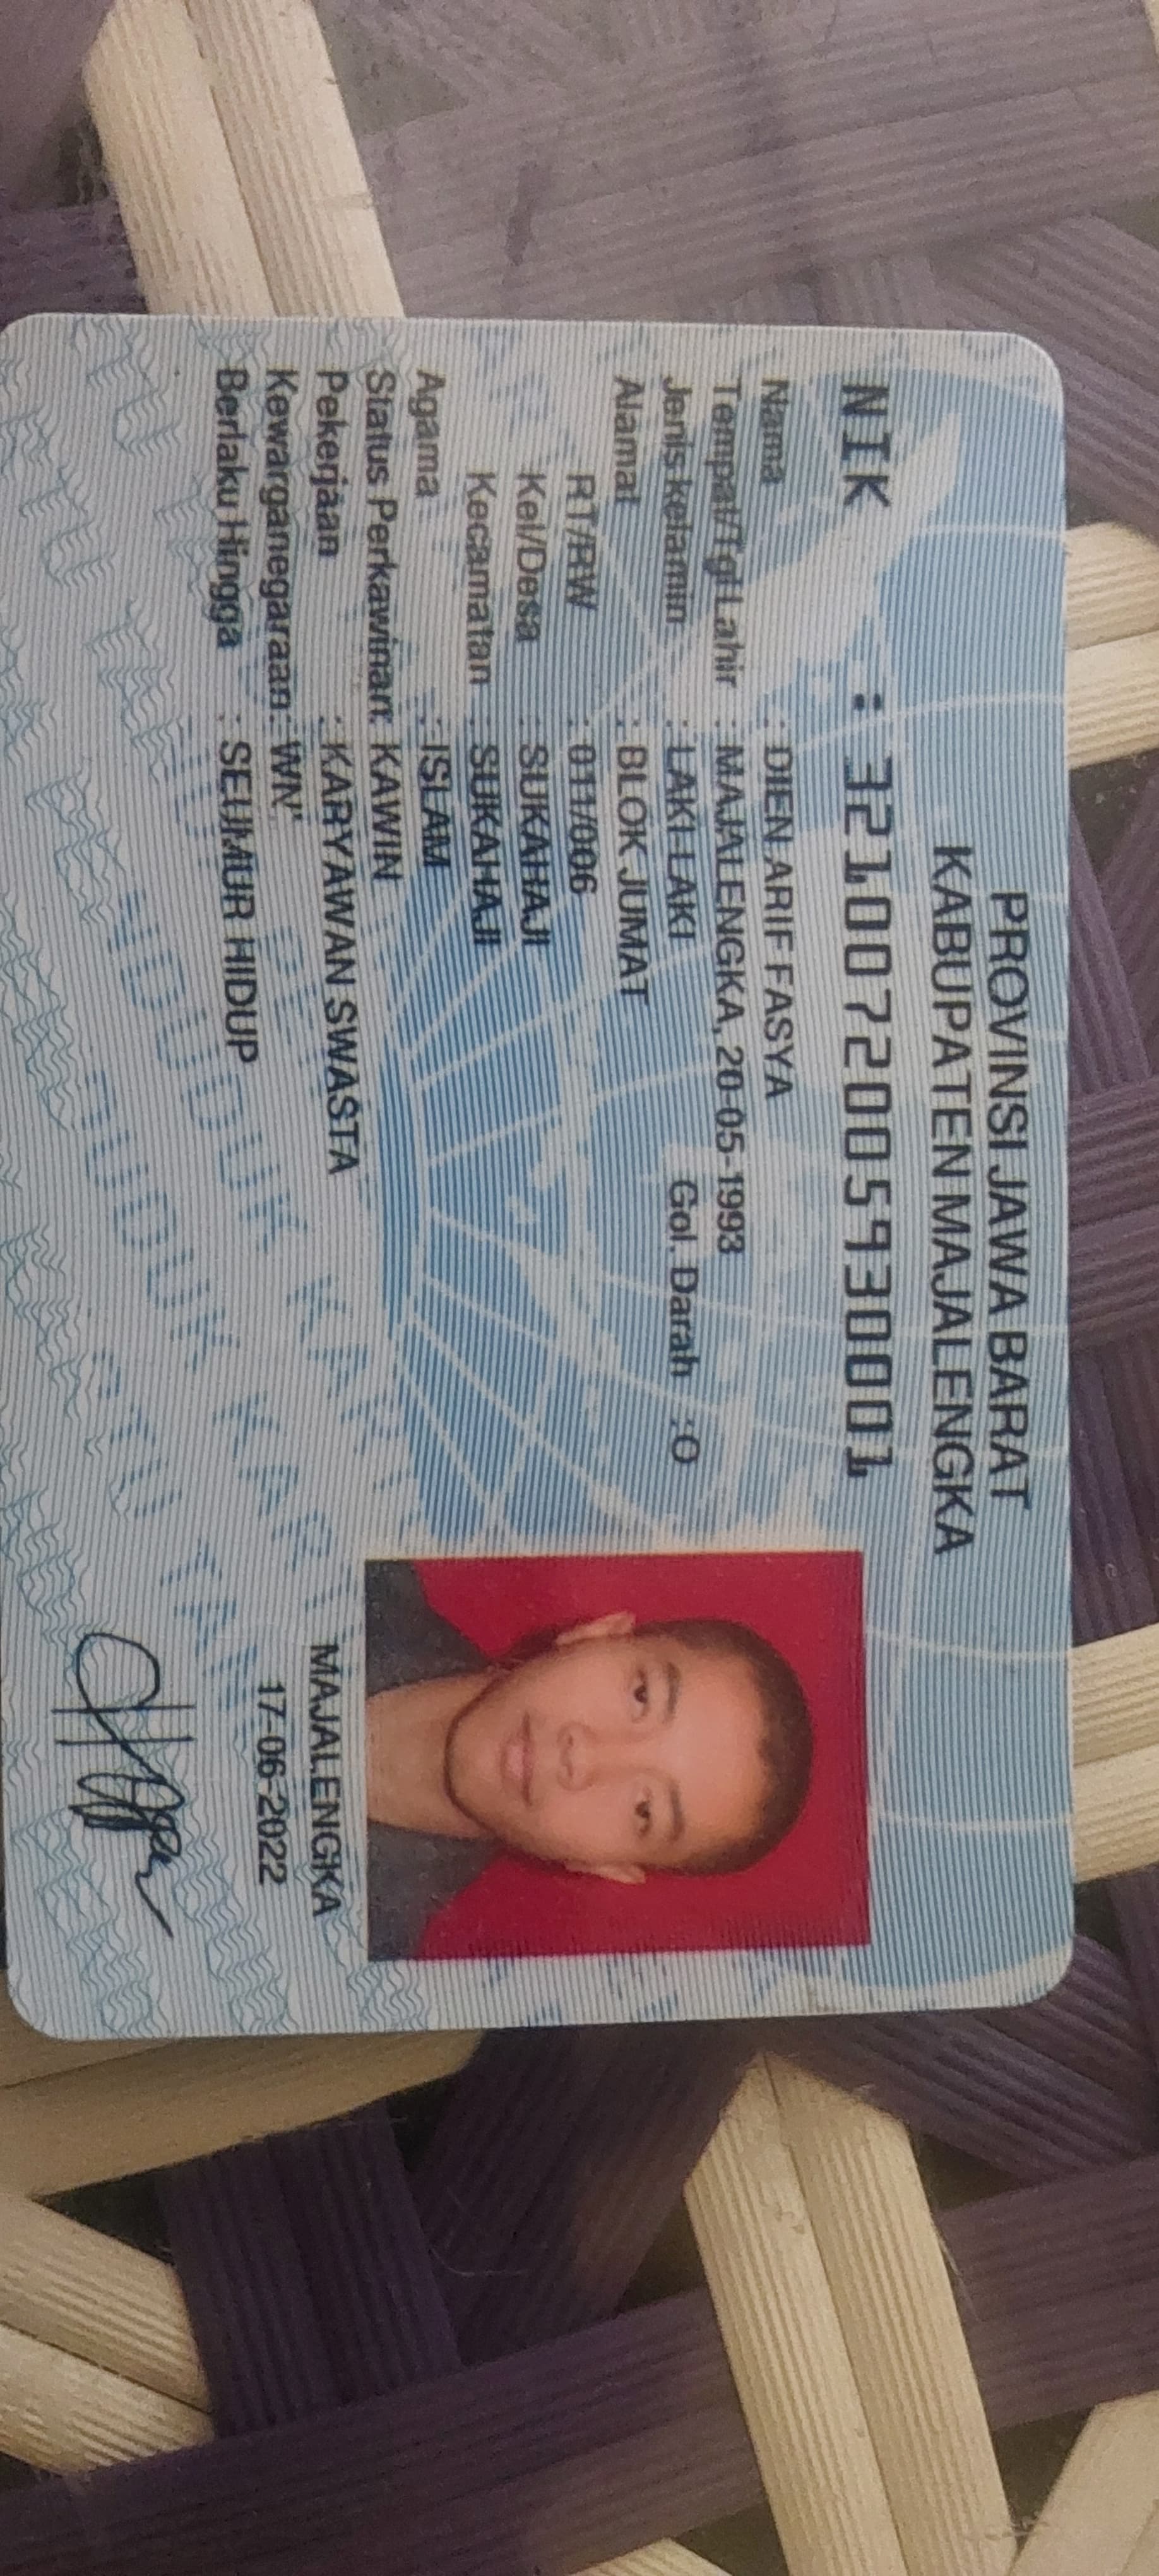 PROVINSI JAWA BARAT
KABUPATEN MAJALENGKA
NIK : 3210072005930001
Nama : DIEN ARIF FASYA
Tempat/Tgl Lahir : MAJALENGKA, 20-05-1993
Jenis kelamin : LAKI-LAKI Gol. Darah : O
Alamat : BLOK JUMAT
RT/RW : 011/006
Kel/Desa : SUKAHAJI
Kecamatan : SUKAHAJI
Agama : ISLAM
Status Perkawinan: KAWIN
Pekerjaan : KARYAWAN SWASTA
Kewarganegaraan: WNI
Berlaku Hingga : SEUMUR HIDUP
MAJALENGKA
17-06-2022